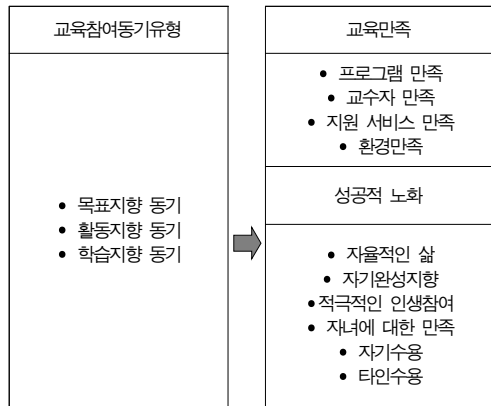 교육참여동기유형
• 목표지향 동기
• 활동지향 동기
• 학습지향 동기
교육만족
• 프로그램 만족
• 교수자 만족
• 지원 서비스 만족
• 환경만족
성공적 노화
• 자율적인 삶
• 자기완성지향
•적극적인 인생참여
• 자녀에 대한 만족
• 자기수용
• 타인수용